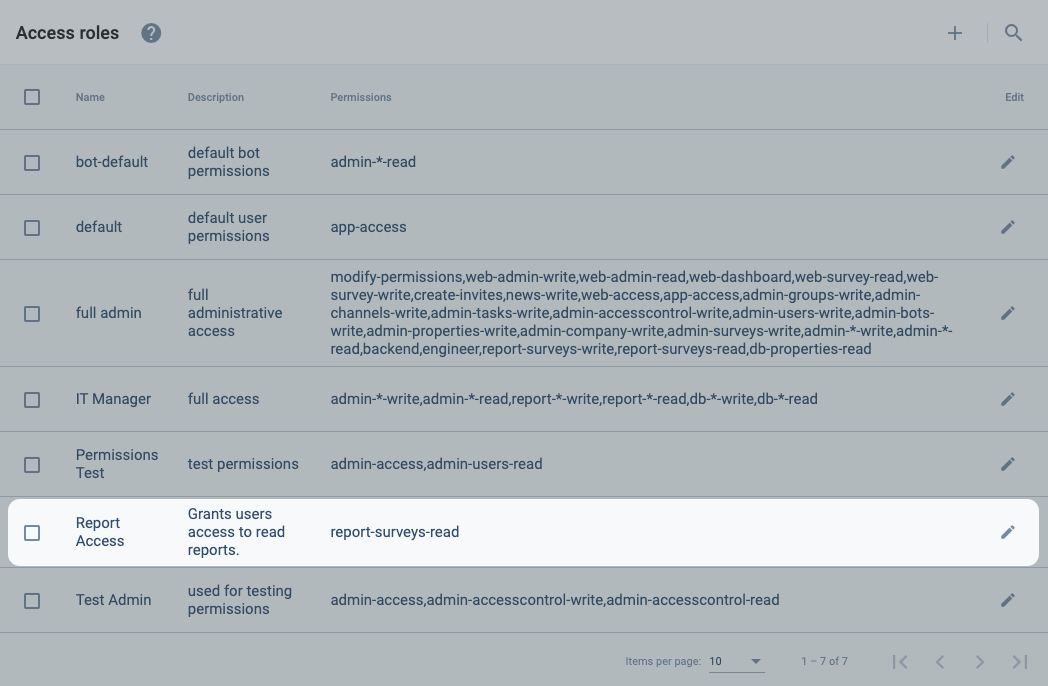 Access roles ?
Name Description Permissions Edit
bot-default default bot permissions admin-*-read
default default user permissions app-access
full admin full administrative access
modify-permissions,web-admin-write,web-admin-read,web-dashboard,web-survey-read,web-
survey-write,create-invites,news-write,web-access,app-access,admin-groups-write,admin-
channels-write,admin-tasks-write,admin-accesscontrol-write,admin-users-write,admin-bots-
write,admin-properties-write,admin-company-write,admin-surveys-write,admin-*-write,admin-*-
read,backend,engineer,report-surveys-write,report-surveys-read,db-properties-read
IT Manager full access admin-*-write,admin-*-read,report-*-write,report-*-read,db-*-write,db-*-read
Permissions Test test permissions admin-access,admin-users-read
Report Access Grants users access to read reports. report-surveys-read
Test Admin used for testing permissions admin-access,admin-accesscontrol-write,admin-accesscontrol-read
Items per page: 10 1 – 7 of 7